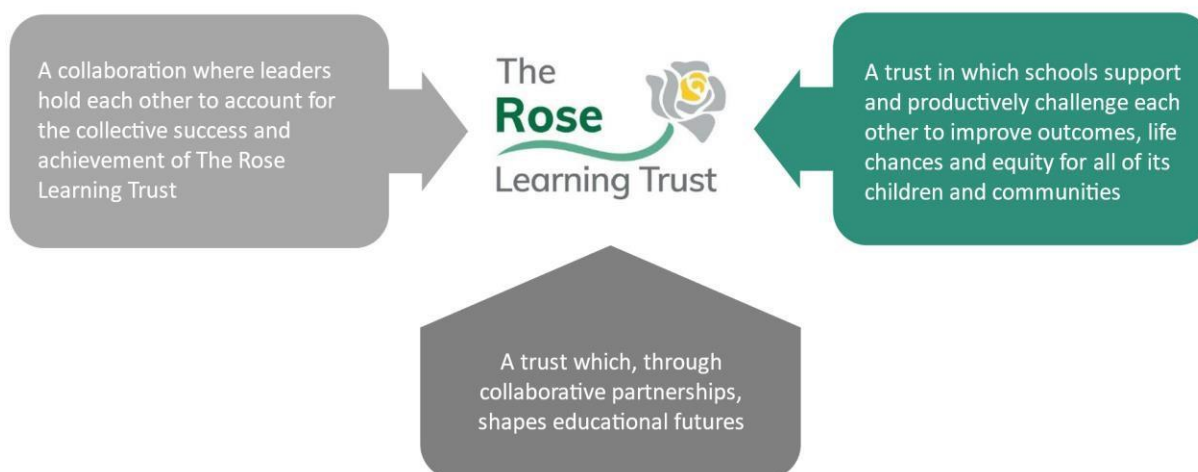 A collaboration where leaders
hold each other to account for
the collective success and
achievement of The Rose
Learning Trust
The
Rose
Learning Trust
A trust in which schools support
and productively challenge each
other to improve outcomes, life
chances and equity for all of its
children and communities
A trust which, through
collaborative partnerships,
shapes educational futures